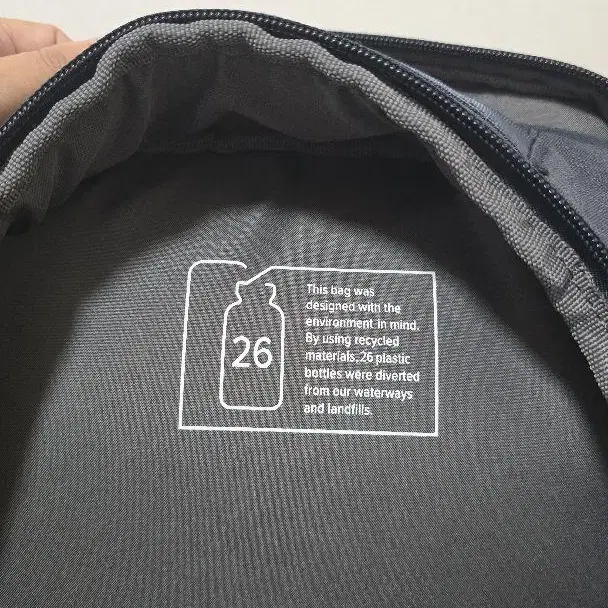 26
This bag was
designed with the
environment in mind.
By using recycled
materials, 26 plastic
bottles were diverted
from our waterways
and landfills.